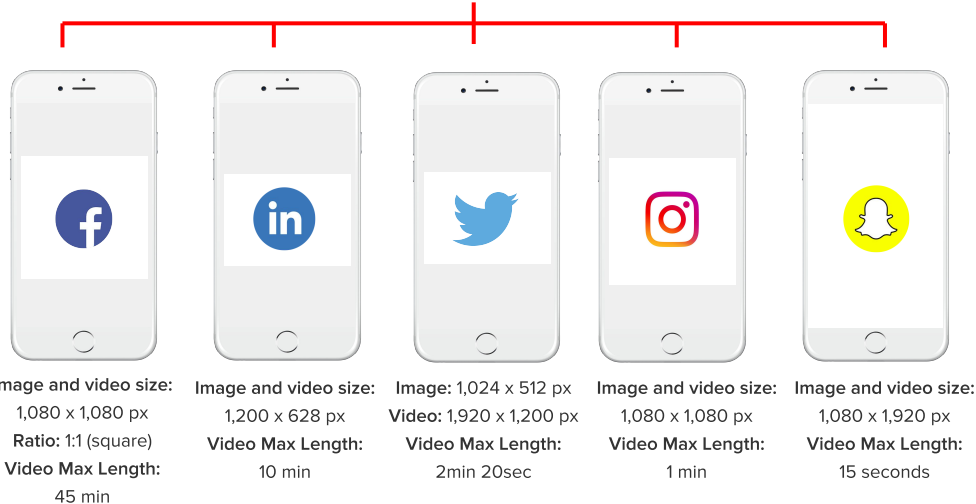 in
mage and video size:
1,080 x 1,080 px
Ratio: 1:1 (square)
Video Max Length:
45 min
Image and video size:
1,200 x 628 px
Video Max Length:
10 min
Image: 1,024 x 512 px
Video: 1,920 x 1,200 px
Video Max Length:
2min 20sec
Image and video size:
1,080 x 1,080 px
Video Max Length:
1 min
Image and video size:
1,080 x 1,920 px
Video Max Length:
15 seconds